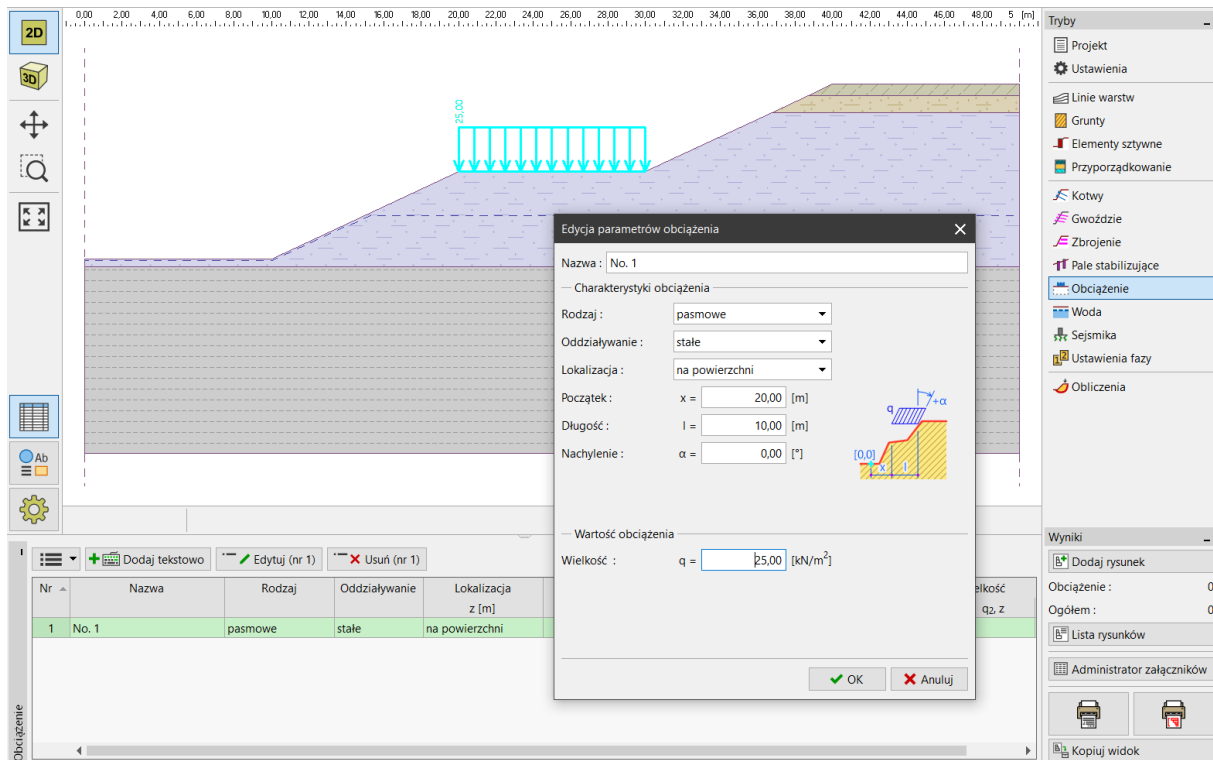 2D
0,00 2,00 4,00 6,00 8,00 10,00 12,00 14,00 16,00 18,00 20,00 22,00 24,00 26,00 28,00 30,00 32,00 34,00 36,00 38,00 40,00 42,00 44,00 46,00 48,00 5 [m]
3D
25,00
Ab
Tryby
Projekt
Ustawienia
Linie warstw
Grunty
Elementy sztywne
Przyporządkowanie
Kotwy
Gwoździe
Zbrojenie
Pale stabilizujące
Obciążenie
Woda
Sejsmika
Ustawienia fazy
Obliczenia
Edycja parametrów obciążenia
Nazwa : No. 1
Charakterystyki obciążenia
Rodzaj : pasmowe
Oddziaływanie : stałe
Lokalizacja : na powierzchni
Początek : x = 20,00 [m]
Długość : l = 10,00 [m]
Nachylenie : α = 0,00 [°]
q +α
[0,0]
x l
Wartość obciążenia
Wielkość : q = 25,00 [kN/m²]
OK Anuluj
Dodaj tekstowo Edytuj (nr 1) Usuń (nr 1)
Nr Nazwa Rodzaj Oddziaływanie Lokalizacja elkość
z [m] q₂, z
1 No. 1 pasmowe stałe na powierzchni
Obciążenie
Wyniki
Dodaj rysunek
Obciążenie : 0
Ogółem : 0
Lista rysunków
Administrator załączników
Kopiuj widok